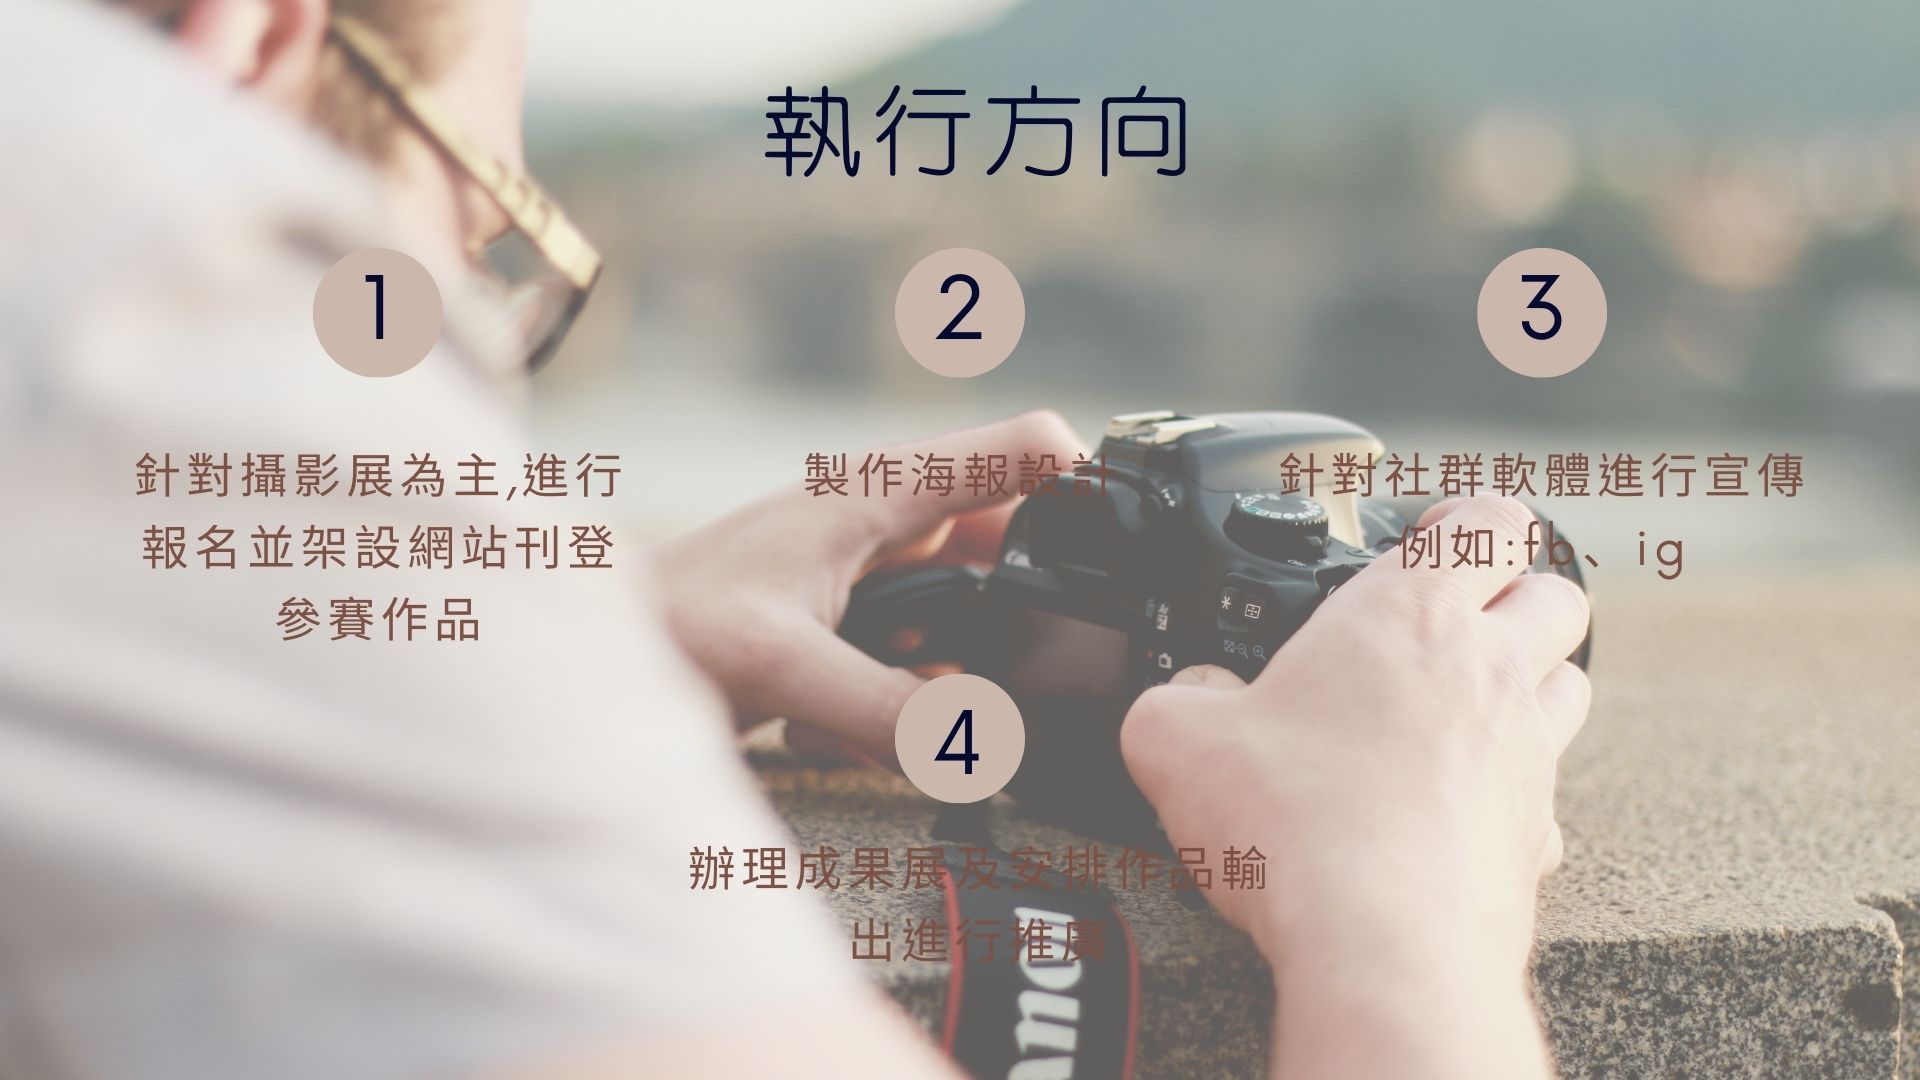 執行方向
1
針對攝影展為主,進行
報名並架設網站刊登
參賽作品
2
製作海報設計
3
針對社群軟體進行宣傳
例如:fb、ig
4
辦理成果展及安排作品輸
出進行推廣